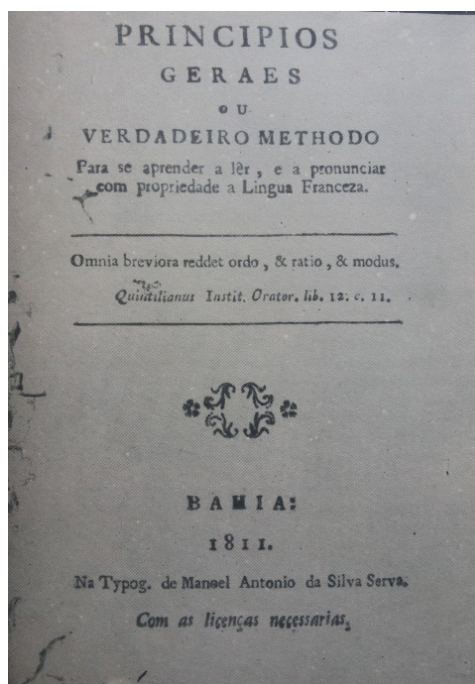 PRINCIPIOS
GERAES
OU
VERDADEIRO METHODO
Para se aprender a lêr, e a pronunciar
com propriedade a Lingua Franceza.
Omnia breviora reddet ordo, & ratio, & modus.
Quintilianus Instit. Orator. lib. 12. c. 11.
BAHIA:
1811.
Na Typog. de Manoel Antonio da Silva Serva.
Com as liçenças neçessarias.